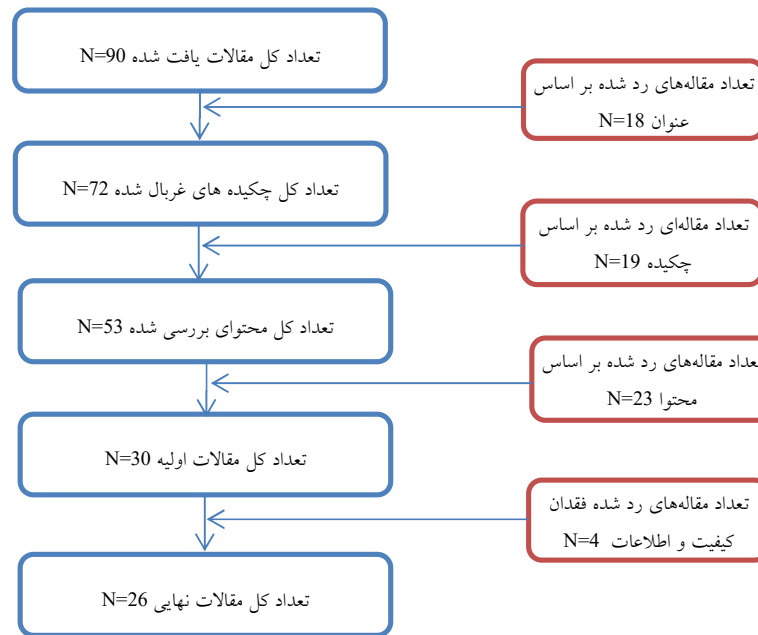 تعداد کل مقالات یافت شده N=90
تعداد مقاله‌های رد شده بر اساس
عنوان N=18
تعداد کل چکیده های غربال شده N=72
تعداد مقاله‌ای رد شده بر اساس
چکیده N=19
تعداد کل محتوای بررسی شده N=53
عداد مقاله‌های رد شده بر اساس
محتوا N=23
تعداد کل مقالات اولیه N=30
تعداد مقاله‌های رد شده فقدان
کیفیت و اطلاعات N=4
تعداد کل مقالات نهایی N=26